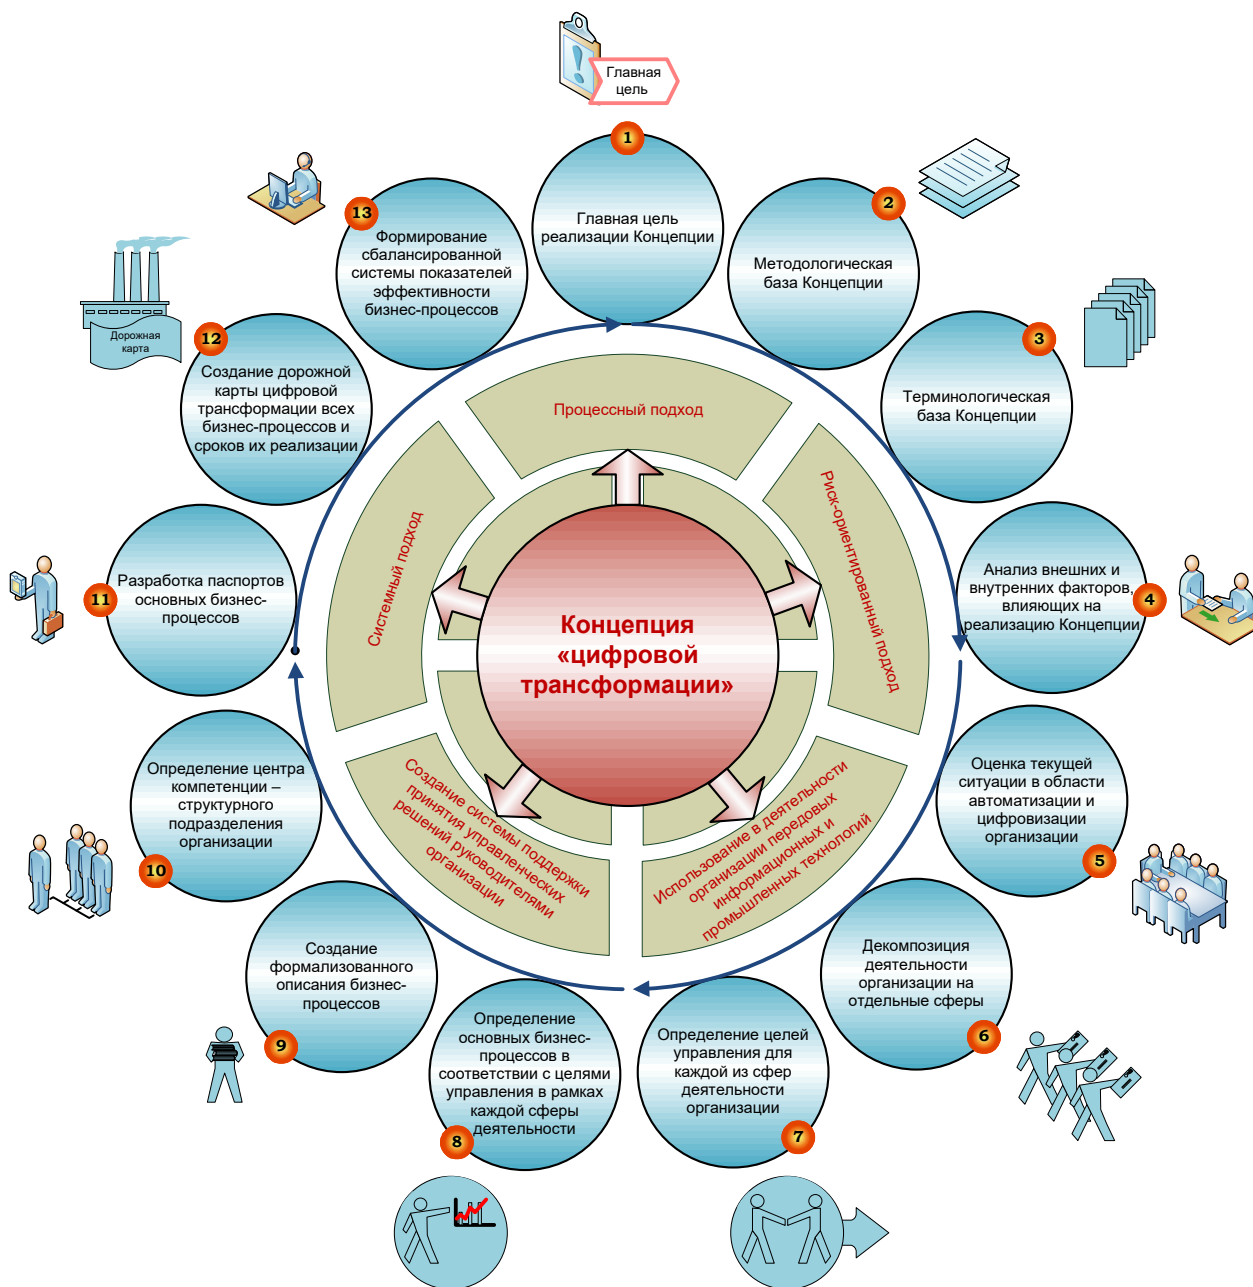 Главная
цель
1
Главная цель
реализации Концепции
2
Методологическая
база Концепции
3
Терминологическая
база Концепции
4
Анализ внешних и
внутренних факторов,
влияющих на
реализацию Концепции
5
Оценка текущей
ситуации в области
автоматизации и
цифровизации
организации
6
Декомпозиция
деятельности
организации на
отдельные сферы
7
Определение целей
управления для
каждой из сфер
деятельности
организации
8
Определение
основных бизнес-
процессов в
соответствии с целями
управления в рамках
каждой сферы
деятельности
9
Создание
формализованного
описания бизнес-
процессов
10
Определение центра
компетенции –
структурного
подразделения
организации
11
Разработка паспортов
основных бизнес-
процессов
12
Создание дорожной
карты цифровой
трансформации всех
бизнес-процессов и
сроков их реализации
Дорожная
карта
13
Формирование
сбалансированной
системы показателей
эффективности
бизнес-процессов
Процессный подход
Риск-ориентированный подход
Использование в деятельности
организации передовых
информационных и
промышленных технологий
Создание системы поддержки
принятия управленческих
решений руководителями
организации
Системный подход
Концепция
«цифровой
трансформации»